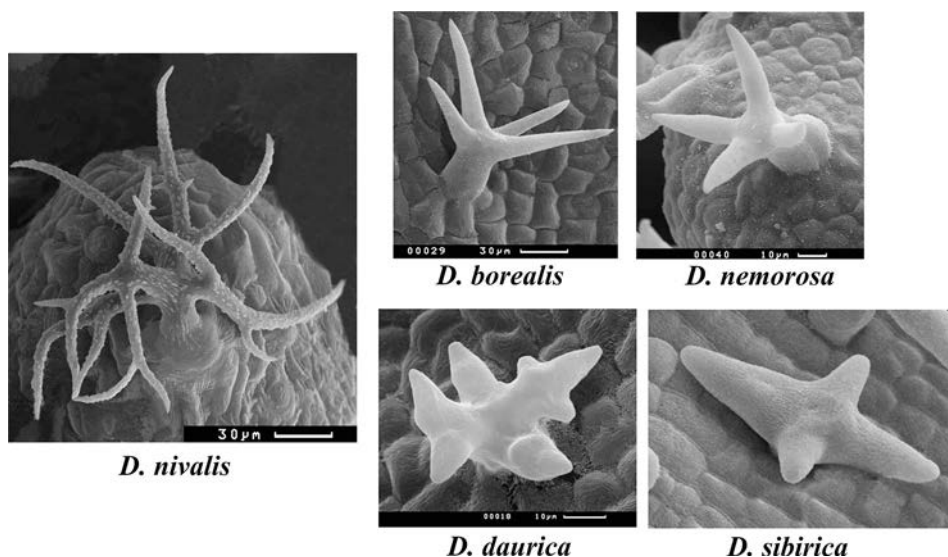 30µm
D. nivalis
00029 30µm
D. borealis
00040 10µm
D. nemorosa
00010 10µm
D. daurica
D. sibirica